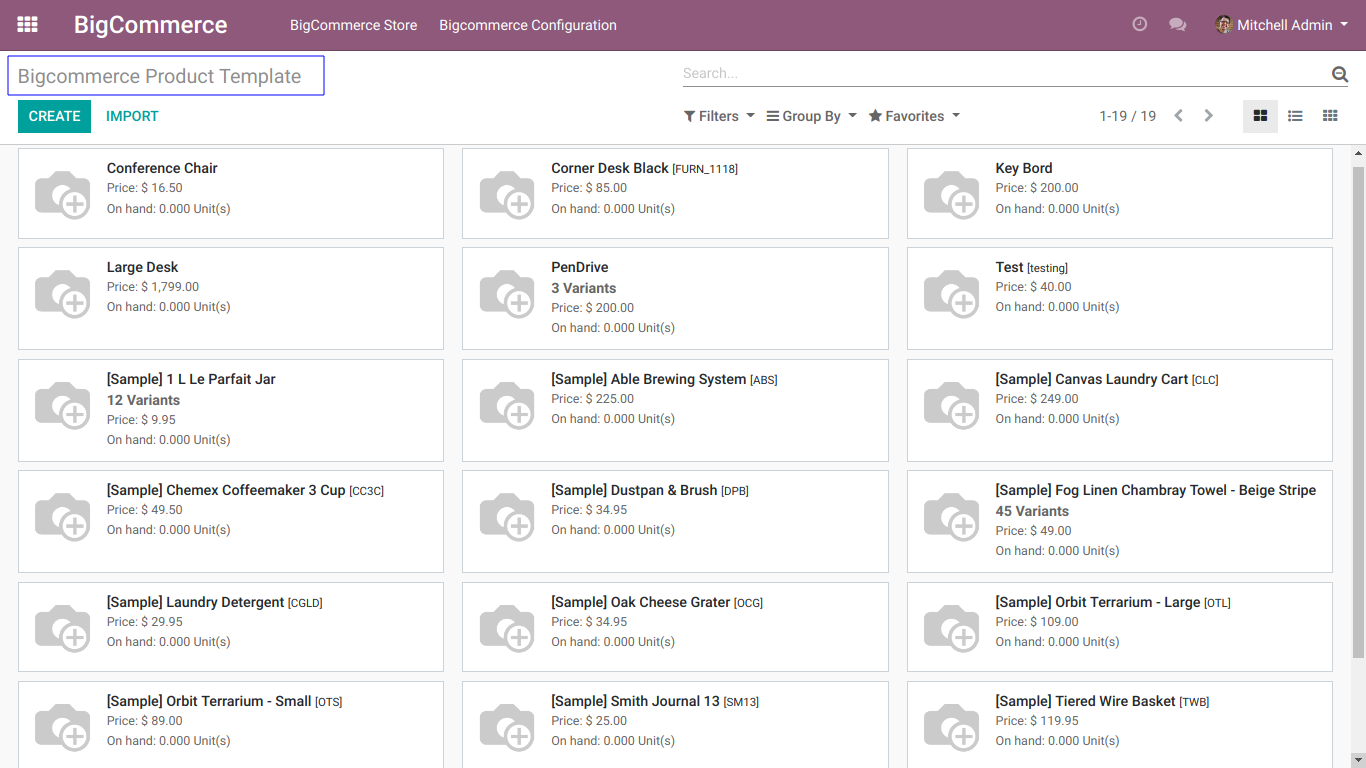 BigCommerce BigCommerce Store Bigcommerce Configuration Mitchell Admin
Bigcommerce Product Template Search...
CREATE IMPORT Filters Group By Favorites 1-19 / 19
Conference Chair
Price: $ 16.50
On hand: 0.000 Unit(s)
Corner Desk Black [FURN_1118]
Price: $ 85.00
On hand: 0.000 Unit(s)
Key Bord
Price: $ 200.00
On hand: 0.000 Unit(s)
Large Desk
Price: $ 1,799.00
On hand: 0.000 Unit(s)
PenDrive
3 Variants
Price: $ 200.00
On hand: 0.000 Unit(s)
Test [testing]
Price: $ 40.00
On hand: 0.000 Unit(s)
[Sample] 1 L Le Parfait Jar
12 Variants
Price: $ 9.95
On hand: 0.000 Unit(s)
[Sample] Able Brewing System [ABS]
Price: $ 225.00
On hand: 0.000 Unit(s)
[Sample] Canvas Laundry Cart [CLC]
Price: $ 249.00
On hand: 0.000 Unit(s)
[Sample] Chemex Coffeemaker 3 Cup [CC3C]
Price: $ 49.50
On hand: 0.000 Unit(s)
[Sample] Dustpan & Brush [DPB]
Price: $ 34.95
On hand: 0.000 Unit(s)
[Sample] Fog Linen Chambray Towel - Beige Stripe
45 Variants
Price: $ 49.00
On hand: 0.000 Unit(s)
[Sample] Laundry Detergent [CGLD]
Price: $ 29.95
On hand: 0.000 Unit(s)
[Sample] Oak Cheese Grater [OCG]
Price: $ 34.95
On hand: 0.000 Unit(s)
[Sample] Orbit Terrarium - Large [OTL]
Price: $ 109.00
On hand: 0.000 Unit(s)
[Sample] Orbit Terrarium - Small [OTS]
Price: $ 89.00
On hand: 0.000 Unit(s)
[Sample] Smith Journal 13 [SM13]
Price: $ 25.00
On hand: 0.000 Unit(s)
[Sample] Tiered Wire Basket [TWB]
Price: $ 119.95
On hand: 0.000 Unit(s)